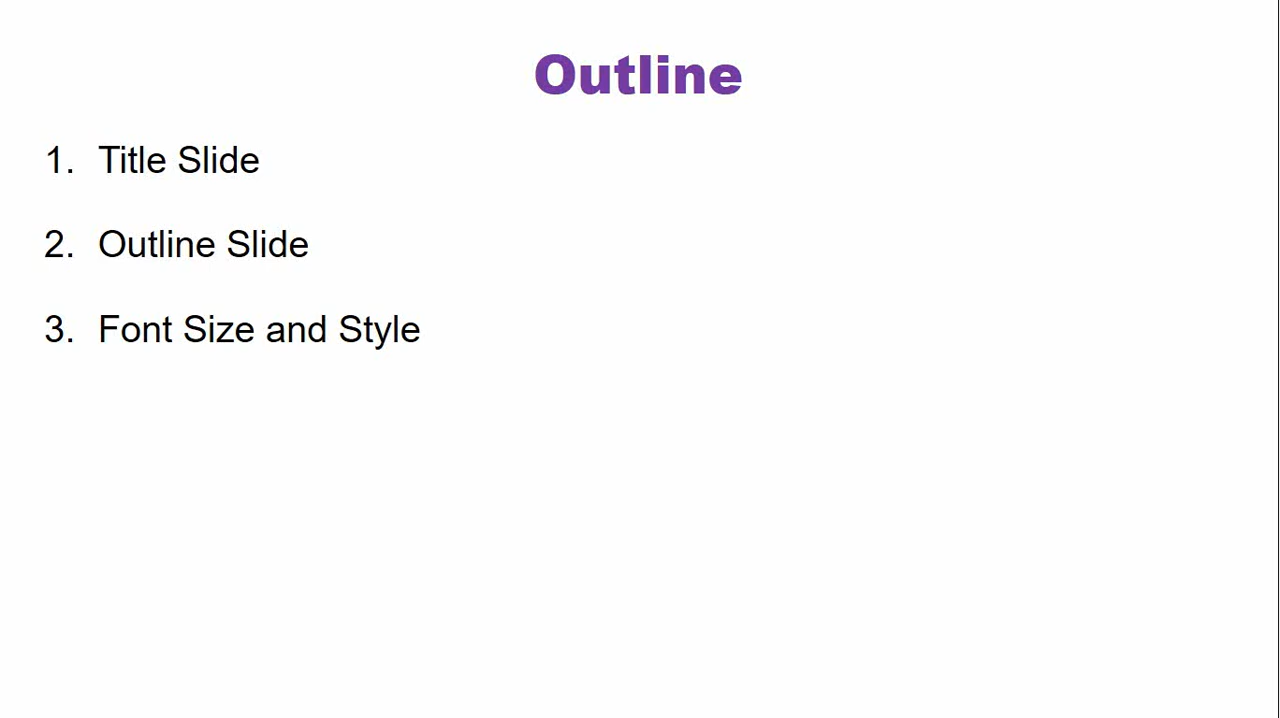 Outline
1. Title Slide
2. Outline Slide
3. Font Size and Style